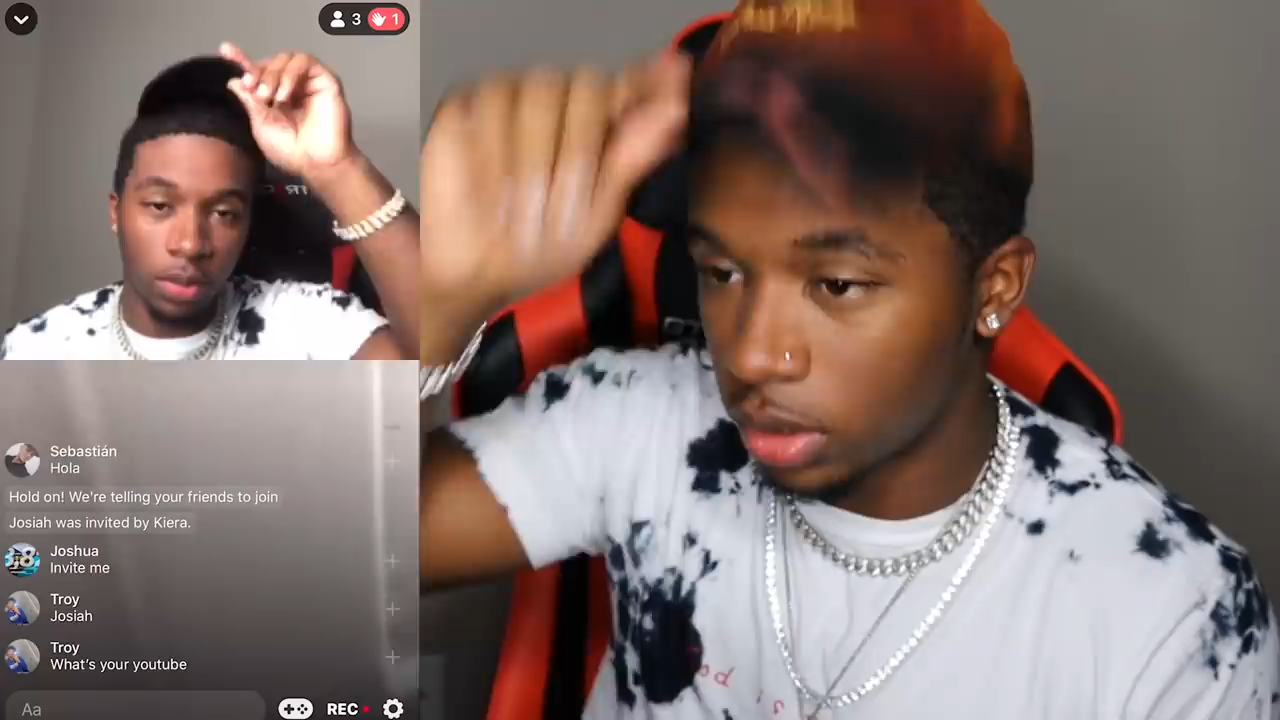 3
1
Sebastián
Hola
Hold on! We're telling your friends to join
Josiah was invited by Kiera.
Joshua
Invite me
Troy
Josiah
Troy
What's your youtube
Aa
REC